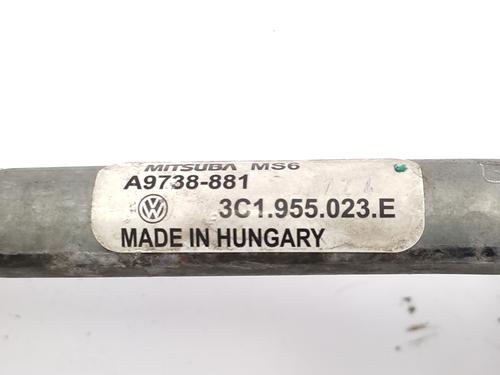 MITSUBA MS6
A9738-881
3C1.955.023.E
MADE IN HUNGARY